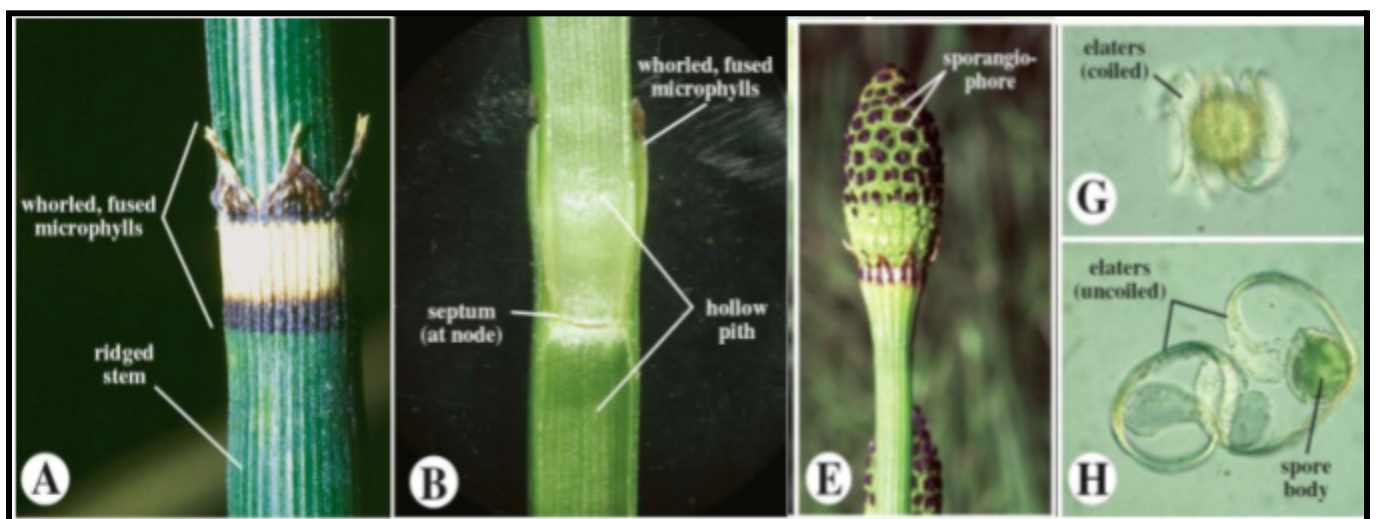 whorled, fused
microphylls
ridged
stem
A
whorled, fused
microphylls
septum
(at node)
hollow
pith
B
sporangio-
phore
E
elaters
(coiled)
G
elaters
(uncoiled)
spore
body
H